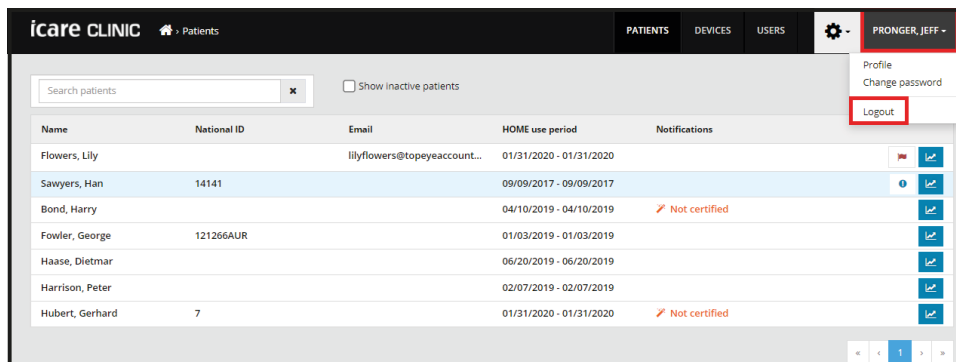 icare CLINIC › Patients PATIENTS DEVICES USERS PRONGER, JEFF
Profile
Change password
Logout
Search patients Show inactive patients
Name National ID Email HOME use period Notifications
Flowers, Lily lilyflowers@topeyeaccount... 01/31/2020 - 01/31/2020
Sawyers, Han 14141 09/09/2017 - 09/09/2017
Bond, Harry 04/10/2019 - 04/10/2019 Not certified
Fowler, George 121266AUR 01/03/2019 - 01/03/2019
Haase, Dietmar 06/20/2019 - 06/20/2019
Harrison, Peter 02/07/2019 - 02/07/2019
Hubert, Gerhard 7 01/31/2020 - 01/31/2020 Not certified
« ‹ 1 › »